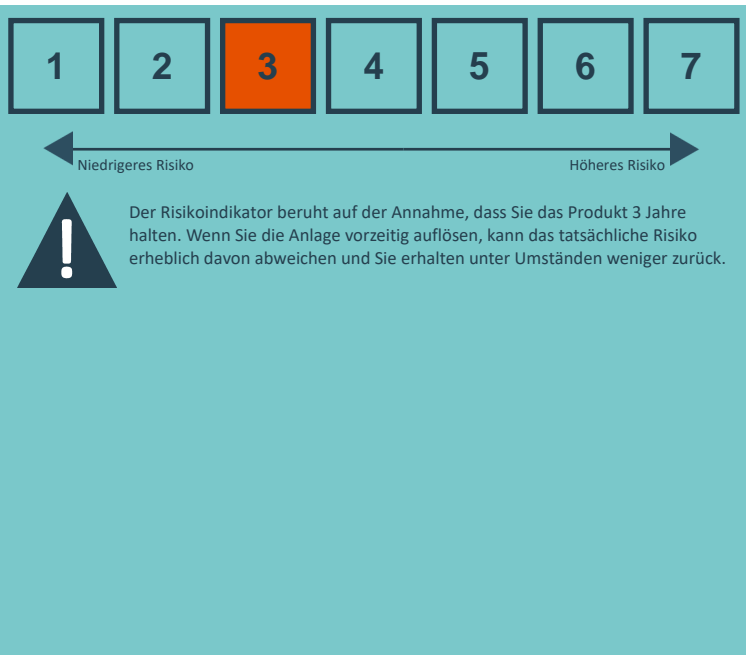 1 2 3 4 5 6 7
Niedrigeres Risiko Höheres Risiko
Der Risikoindikator beruht auf der Annahme, dass Sie das Produkt 3 Jahre
halten. Wenn Sie die Anlage vorzeitig auflösen, kann das tatsächliche Risiko
erheblich davon abweichen und Sie erhalten unter Umständen weniger zurück.